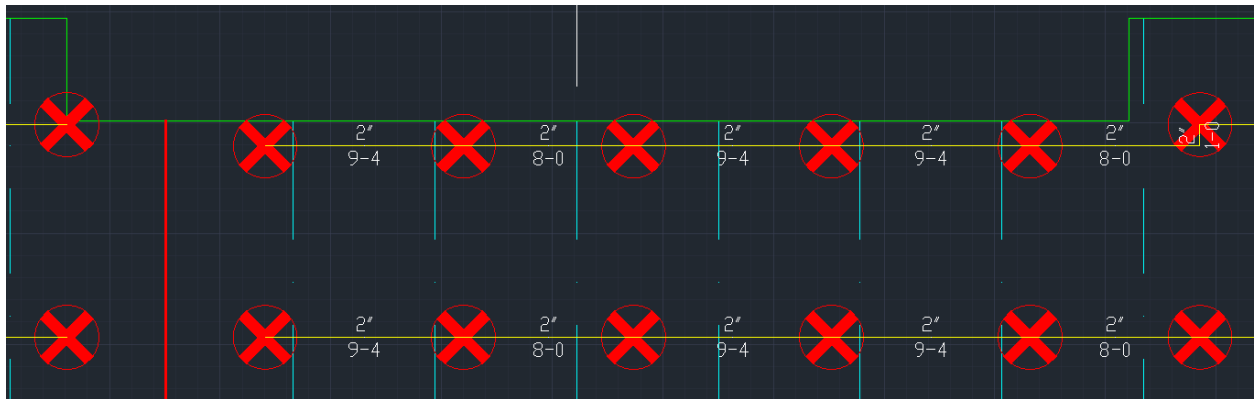 2" 2" 2" 2" 2" 2"
9-4 8-0 9-4 9-4 8-0 1-0
2" 2" 2" 2" 2"
9-4 8-0 9-4 9-4 8-0